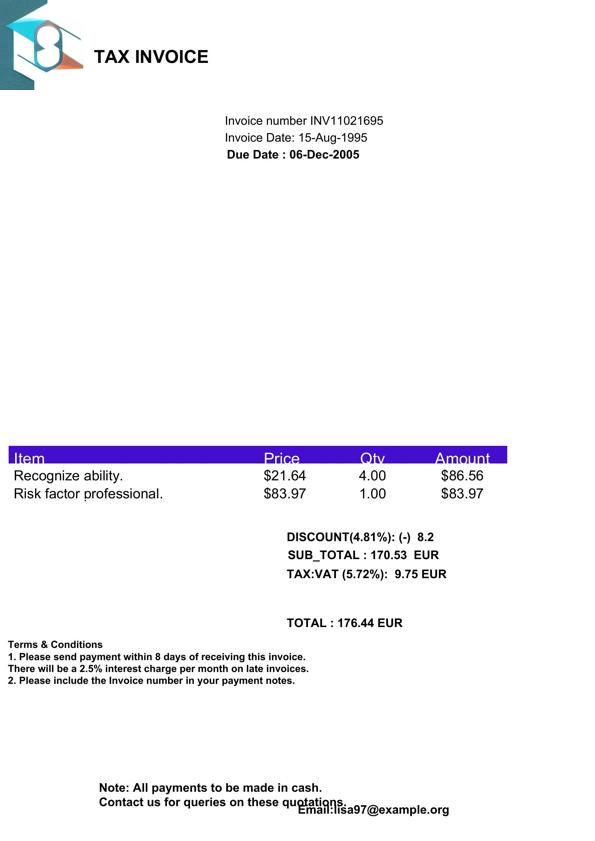 TAX INVOICE
Invoice number INV11021695
Invoice Date: 15-Aug-1995
Due Date : 06-Dec-2005
Item Price Qty Amount
Recognize ability. $21.64 4.00 $86.56
Risk factor professional. $83.97 1.00 $83.97
DISCOUNT(4.81%): (-) 8.2
SUB_TOTAL : 170.53 EUR
TAX:VAT (5.72%): 9.75 EUR
TOTAL : 176.44 EUR
Terms & Conditions
1. Please send payment within 8 days of receiving this invoice.
There will be a 2.5% interest charge per month on late invoices.
2. Please include the Invoice number in your payment notes.
Note: All payments to be made in cash.
Contact us for queries on these quotations.
Email:lisa97@example.org